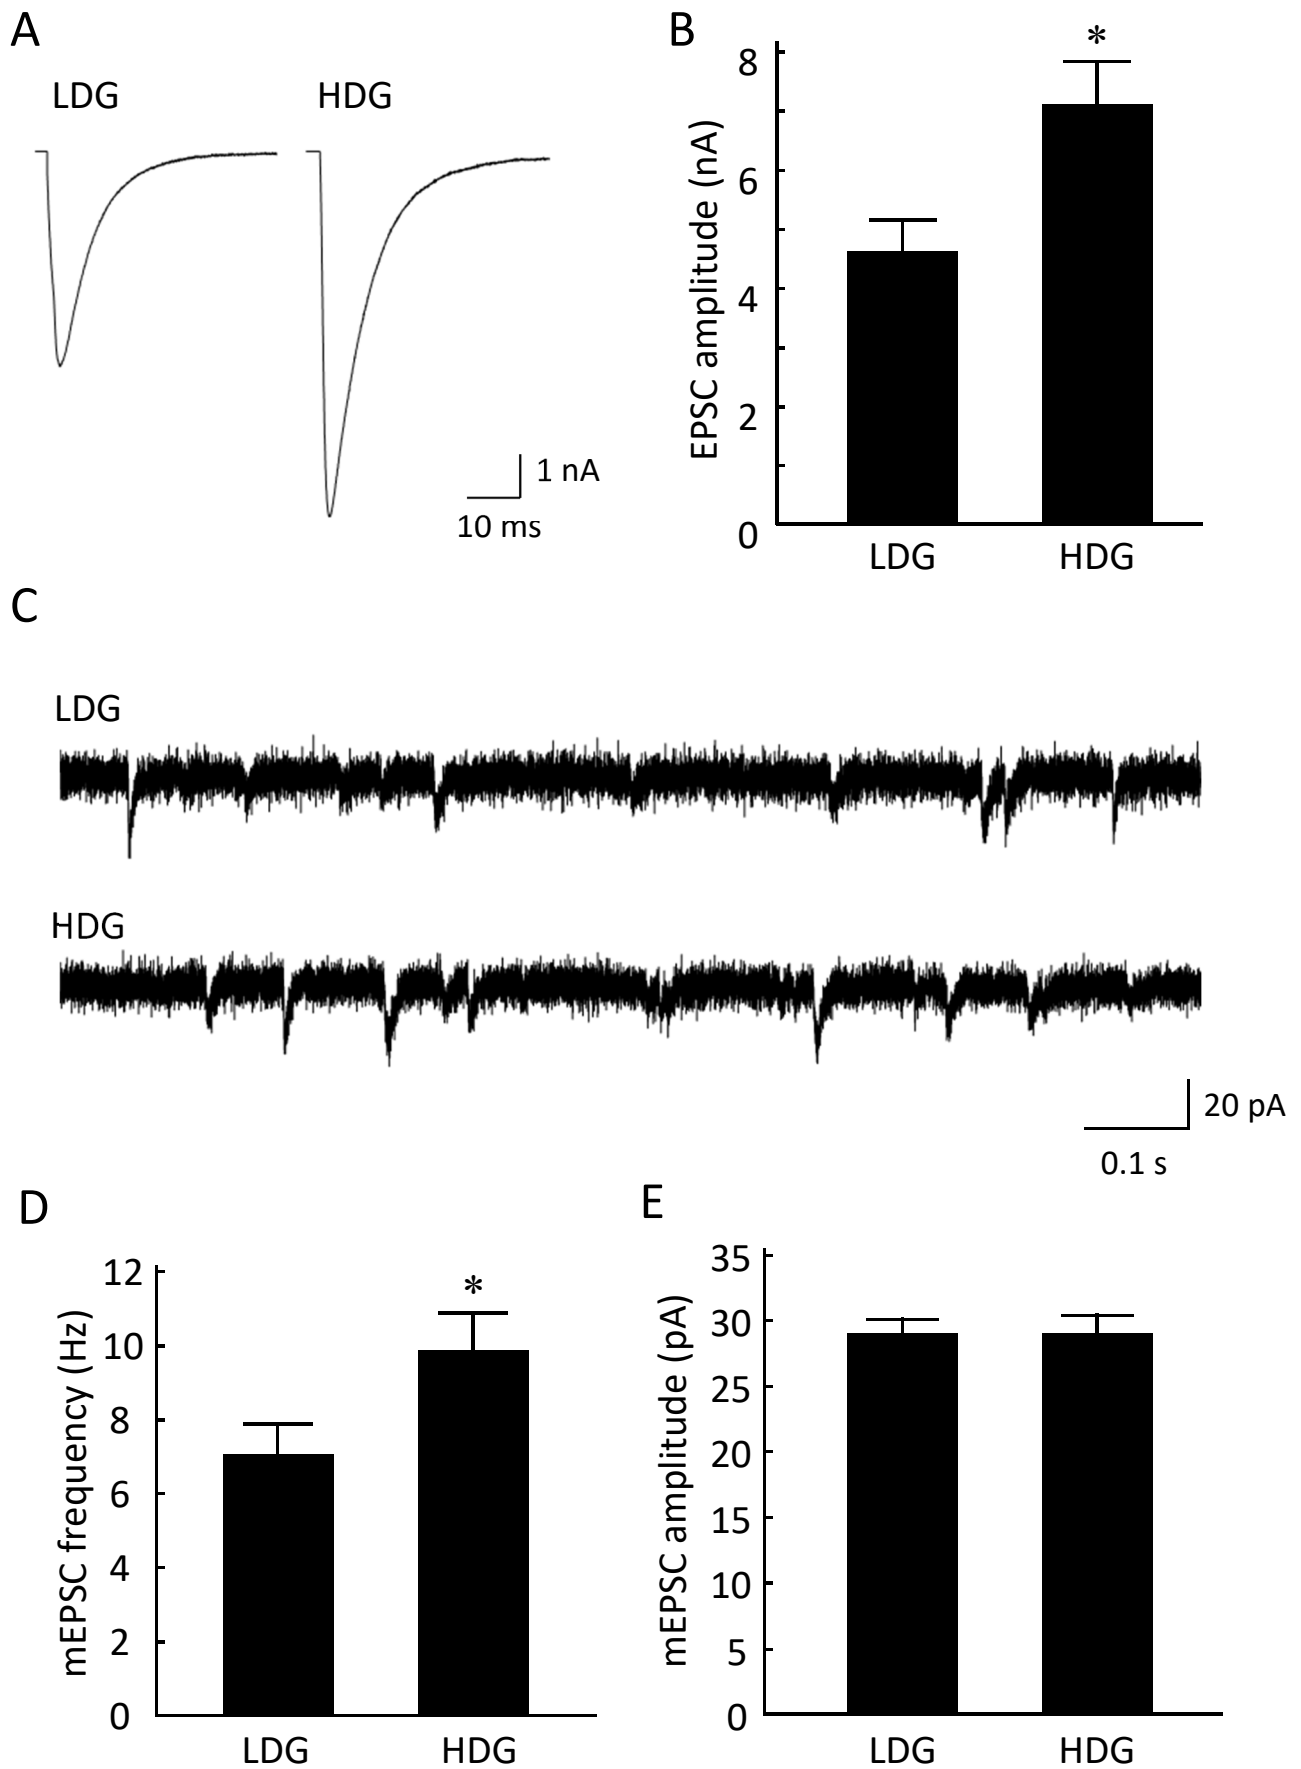 A
LDG
HDG
1 nA
10 ms
B
*
EPSC amplitude (nA)
8
6
4
2
0
LDG
HDG
C
LDG
HDG
20 pA
0.1 s
D
*
mEPSC frequency (Hz)
12
10
8
6
4
2
0
LDG
HDG
E
mEPSC amplitude (pA)
35
30
25
20
15
10
5
0
LDG
HDG